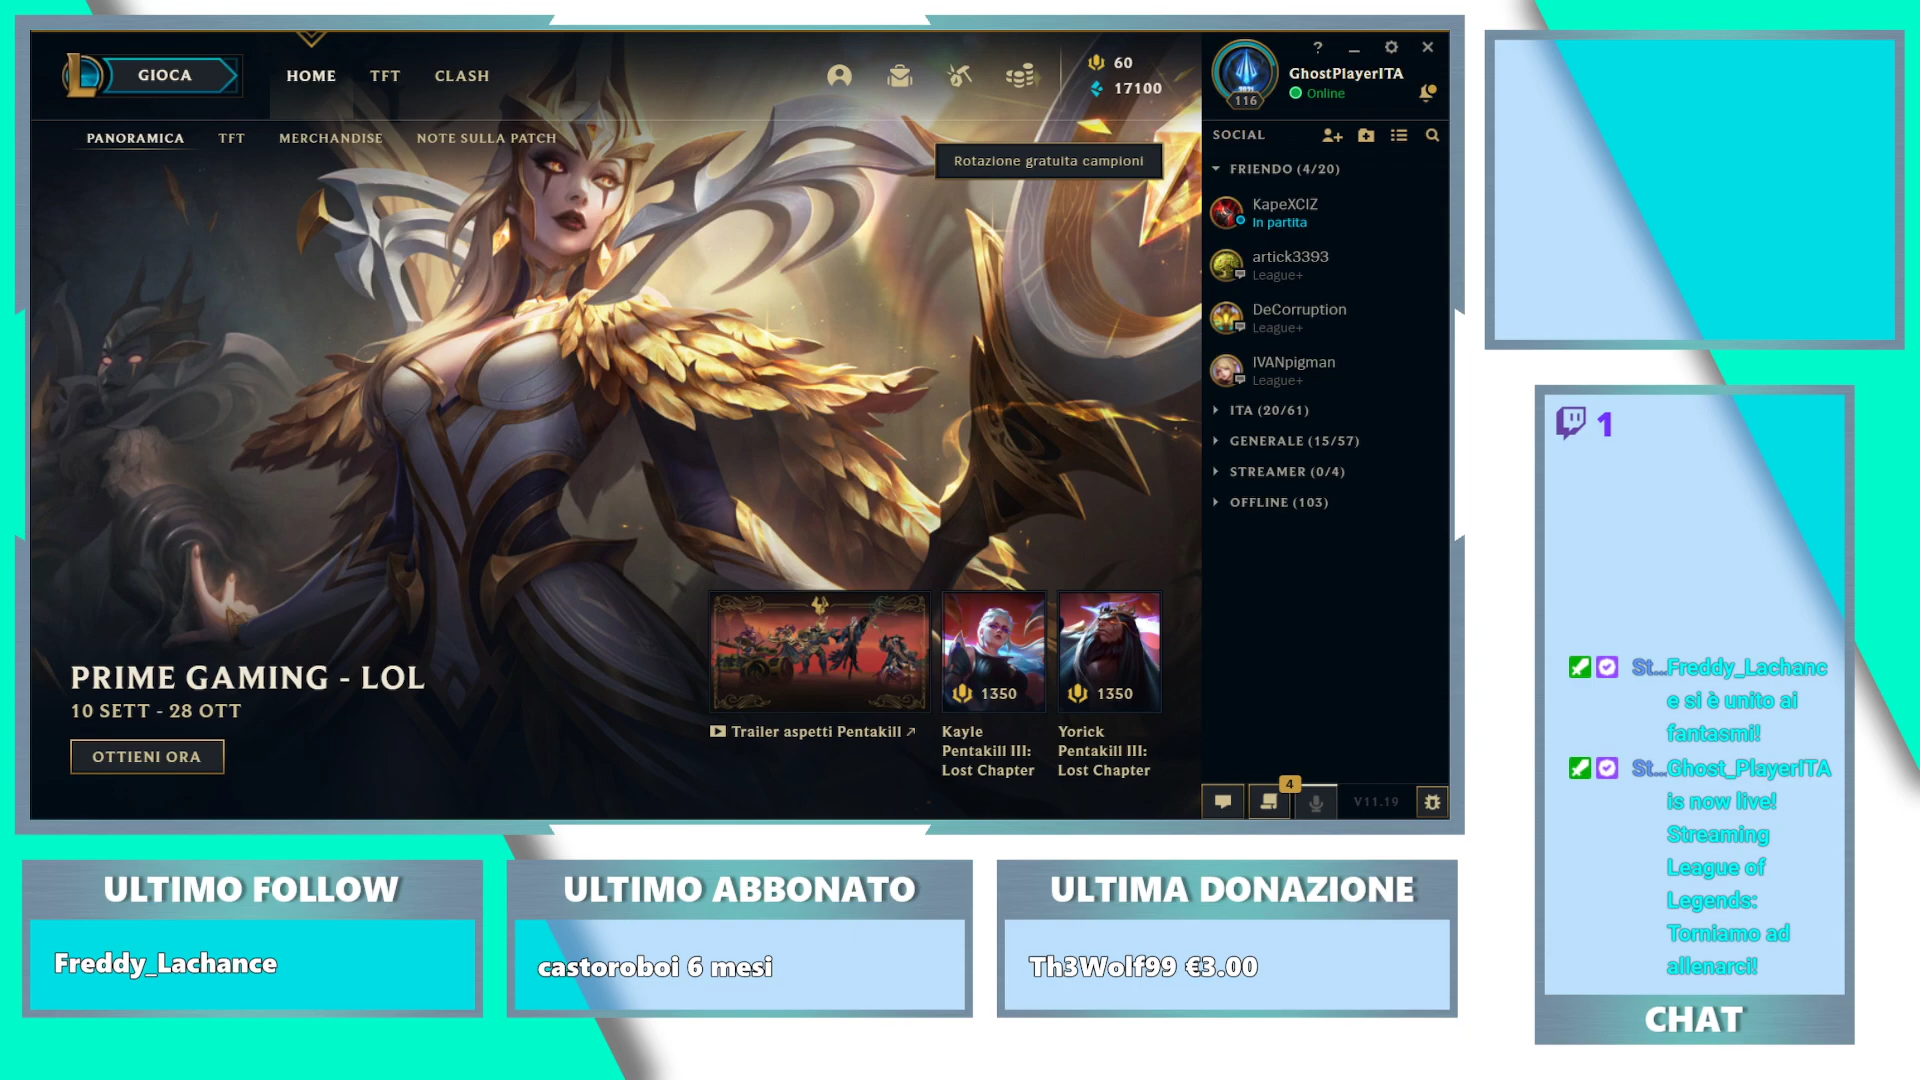 GIOCA
HOME
TFT
CLASH
60
17100
?
GhostPlayerITA
Online
116
PANORAMICA
TFT
MERCHANDISE
NOTE SULLA PATCH
Rotazione gratuita campioni
SOCIAL
FRIENDO (4/20)
KapeXCIZ
In partita
artick3393
League+
DeCorruption
League+
IVANpigman
League+
ITA (20/61)
GENERALE (15/57)
STREAMER (0/4)
OFFLINE (103)
PRIME GAMING - LOL
10 SETT - 28 OTT
OTTIENI ORA
1350
1350
Trailer aspetti Pentakill
Kayle
Pentakill III:
Lost Chapter
Yorick
Pentakill III:
Lost Chapter
4
V11.19
1
St...Freddy_Lachanc
e si è unito ai
fantasmi!
St...Ghost_PlayerITA
is now live!
Streaming
League of
Legends:
Torniamo ad
allenarci!
CHAT
ULTIMO FOLLOW
Freddy_Lachance
ULTIMO ABBONATO
castoroboi 6 mesi
ULTIMA DONAZIONE
Th3Wolf99 €3.00